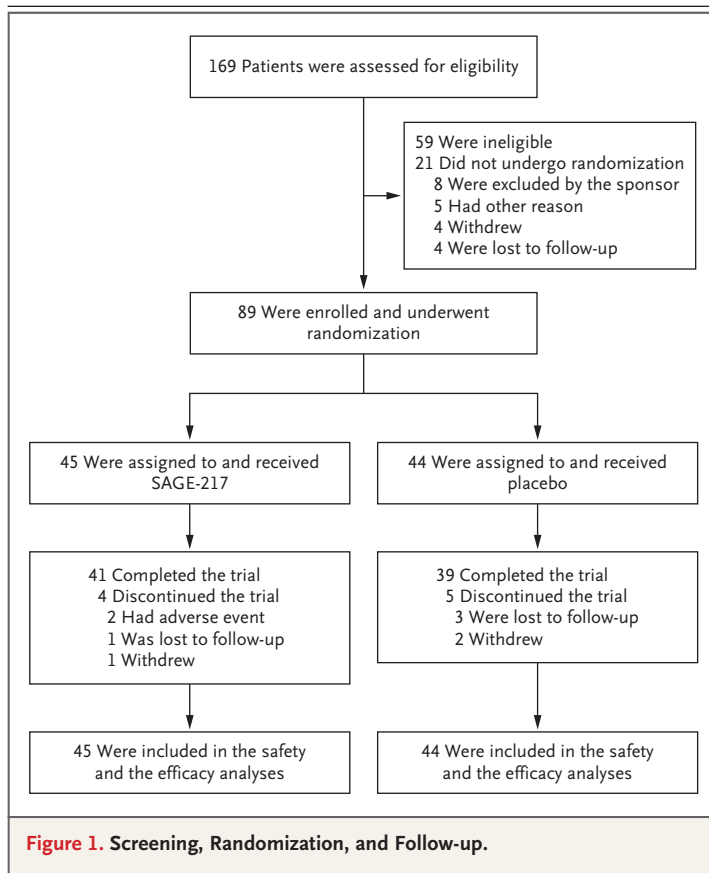 169 Patients were assessed for eligibility
59 Were ineligible
21 Did not undergo randomization
8 Were excluded by the sponsor
5 Had other reason
4 Withdrew
4 Were lost to follow-up
89 Were enrolled and underwent
randomization
45 Were assigned to and received
SAGE-217
44 Were assigned to and received
placebo
41 Completed the trial
4 Discontinued the trial
2 Had adverse event
1 Was lost to follow-up
1 Withdrew
39 Completed the trial
5 Discontinued the trial
3 Were lost to follow-up
2 Withdrew
45 Were included in the safety
and the efficacy analyses
44 Were included in the safety
and the efficacy analyses
Figure 1. Screening, Randomization, and Follow-up.